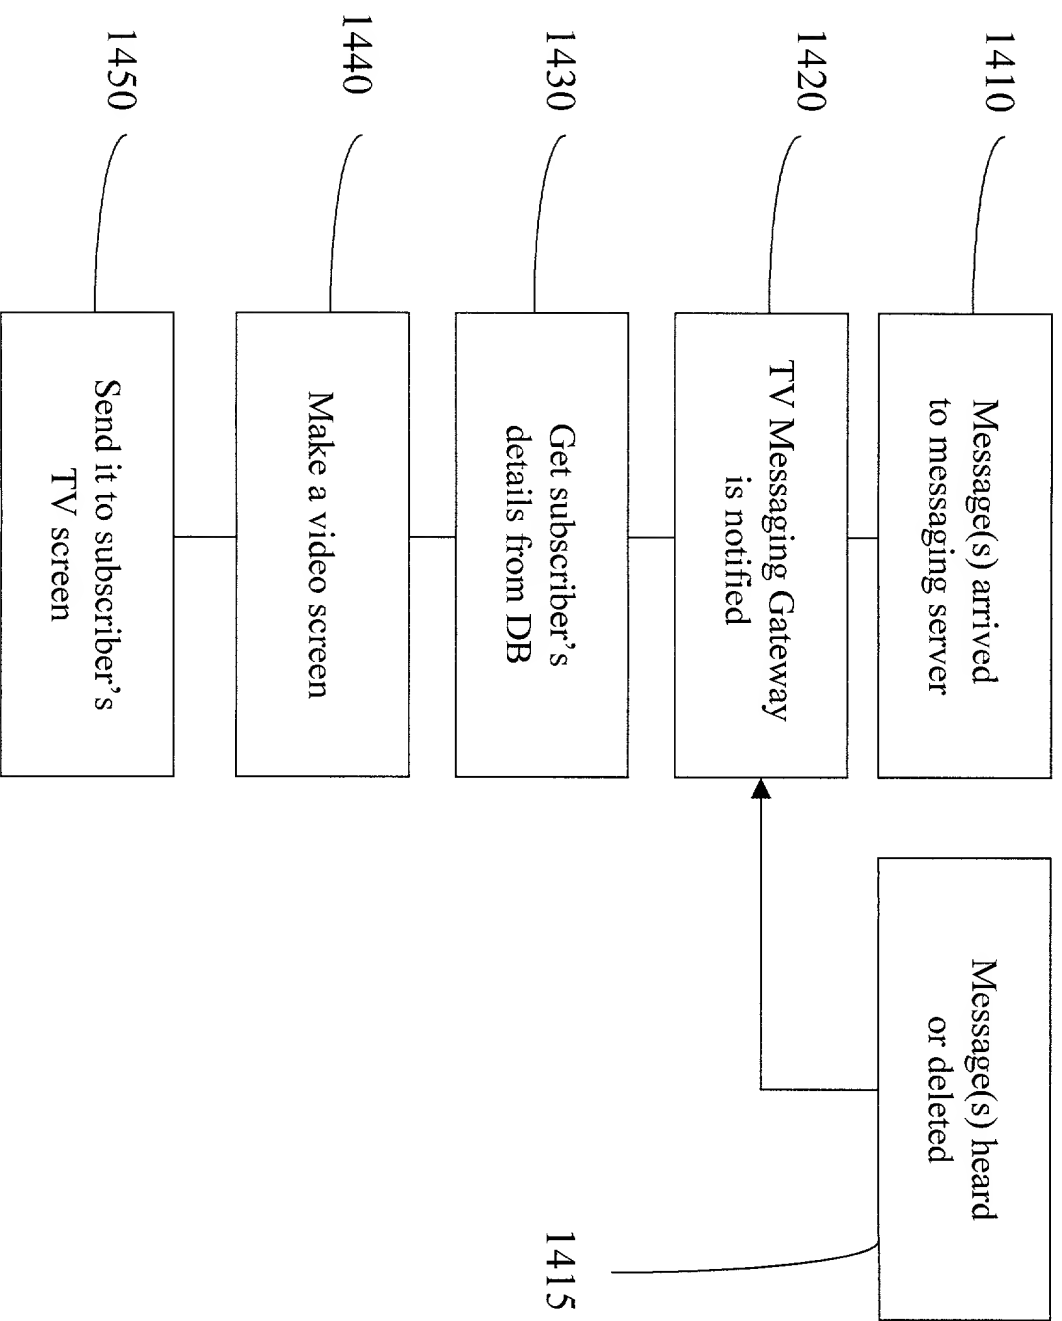 1410
Message(s) arrived
to messaging server
Message(s) heard
or deleted
1415
1420
TV Messaging Gateway
is notified
1430
Get subscriber's
details from DB
1440
Make a video screen
1450
Send it to subscriber's
TV screen